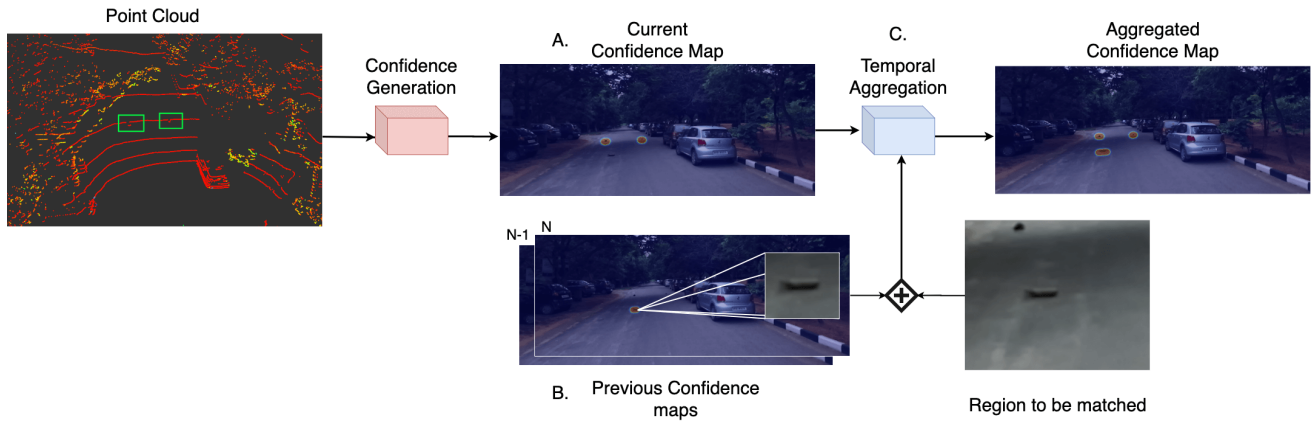 Point Cloud
Confidence
Generation
A.
Current
Confidence Map
C.
Temporal
Aggregation
Aggregated
Confidence Map
N-1
N
B.
Previous Confidence
maps
Region to be matched